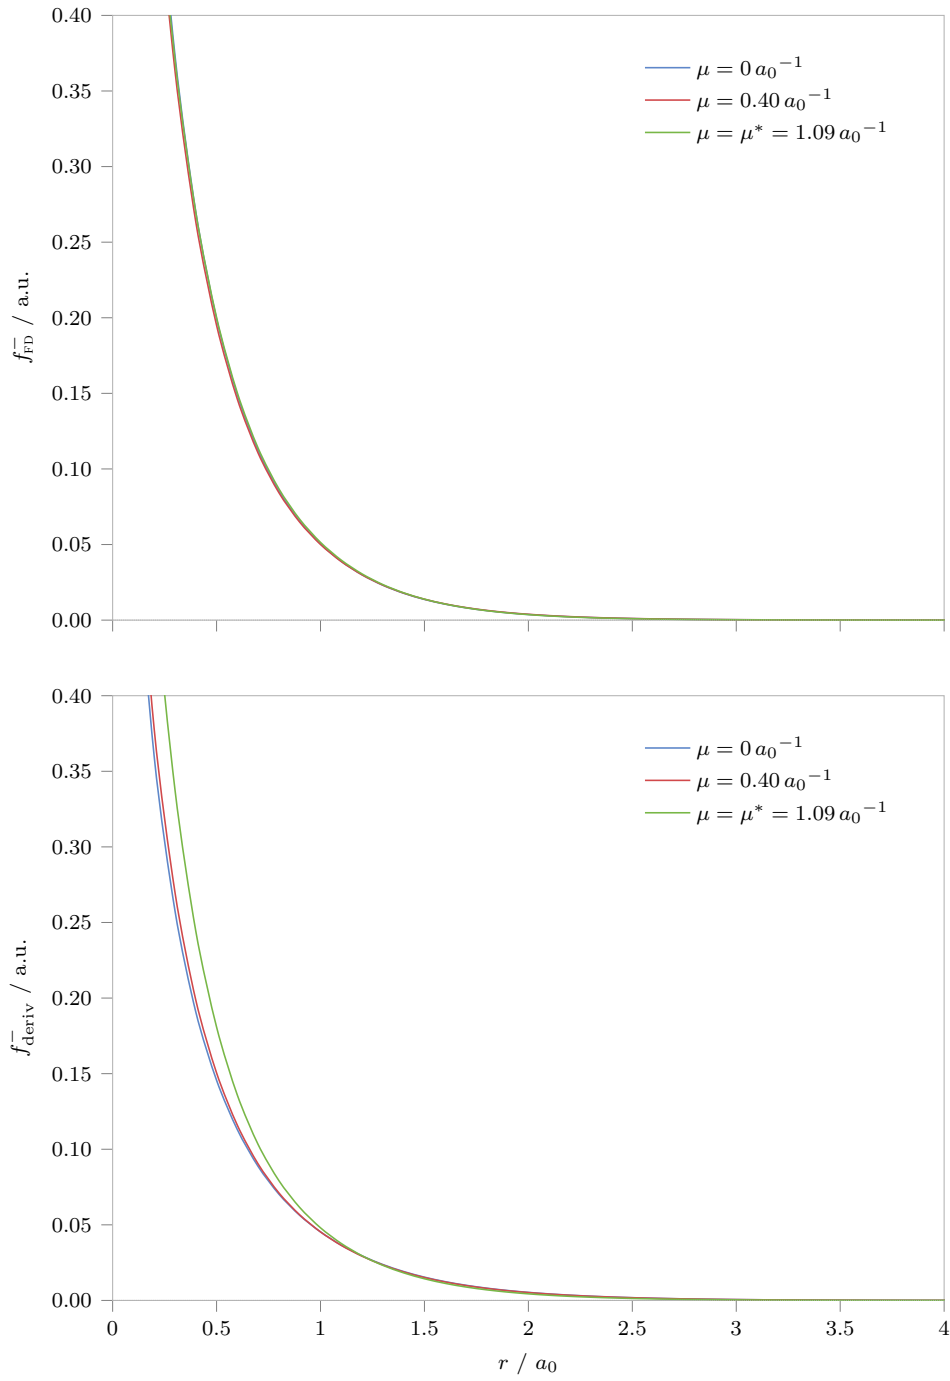 0.40
0.35
0.30
0.25
0.20
0.15
0.10
0.05
0.00
f⁻_FD / a.u.
μ = 0 a₀⁻¹
μ = 0.40 a₀⁻¹
μ = μ* = 1.09 a₀⁻¹
0.40
0.35
0.30
0.25
0.20
0.15
0.10
0.05
0.00
f⁻_deriv / a.u.
μ = 0 a₀⁻¹
μ = 0.40 a₀⁻¹
μ = μ* = 1.09 a₀⁻¹
0 0.5 1 1.5 2 2.5 3 3.5 4
r / a₀